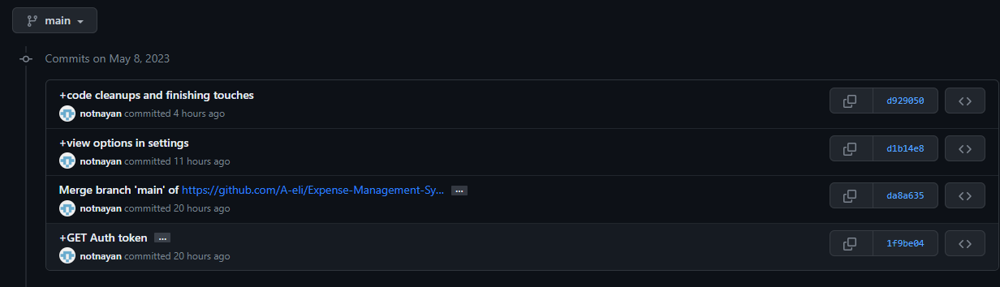 main
Commits on May 8, 2023
+code cleanups and finishing touches
notnayan committed 4 hours ago
d929050
+view options in settings
notnayan committed 11 hours ago
d1b14e8
Merge branch 'main' of https://github.com/A-eli/Expense-Management-Sy... ...
notnayan committed 20 hours ago
da8a635
+GET Auth token ...
notnayan committed 20 hours ago
1f9be04